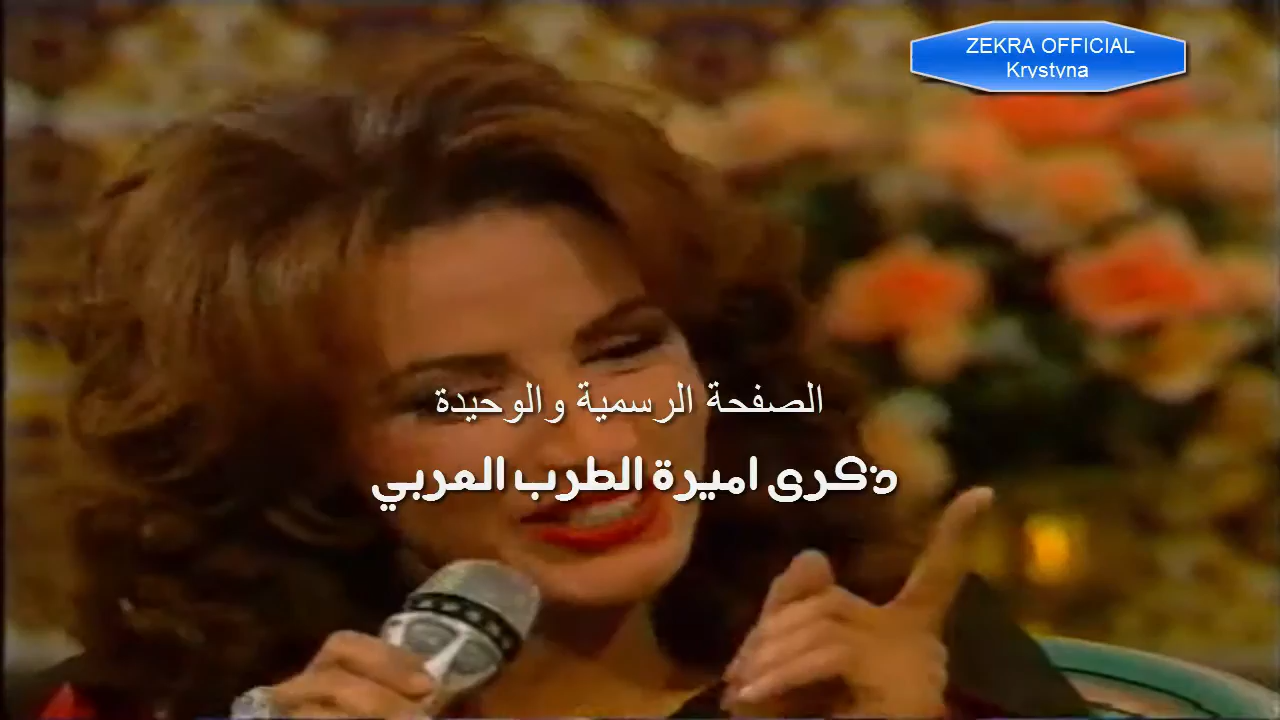 ZEKRA OFFICIAL
Krystyna
الصفحة الرسمية والوحيدة
ذكرى اميرة الطرب العربي